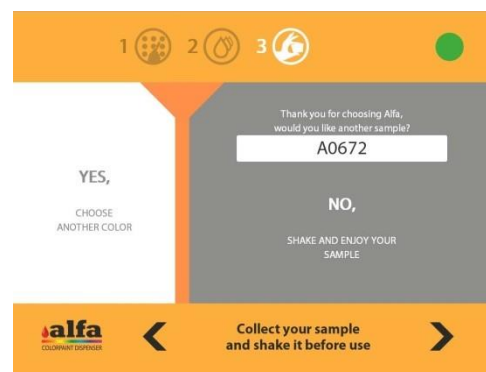 1 2 3
Thank you for choosing Alfa,
would you like another sample?
A0672
YES,
CHOOSE
ANOTHER COLOR
NO,
SHAKE AND ENJOY YOUR
SAMPLE
alfa
COLORPAINT DISPENSER
Collect your sample
and shake it before use